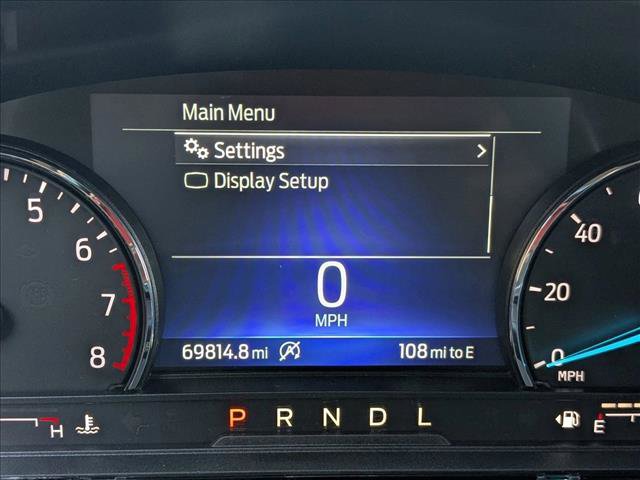 Main Menu
Settings
Display Setup
5
6
7
8
40
20
0
MPH
0
MPH
69814.8 mi
108 mi to E
H
P R N D L
E